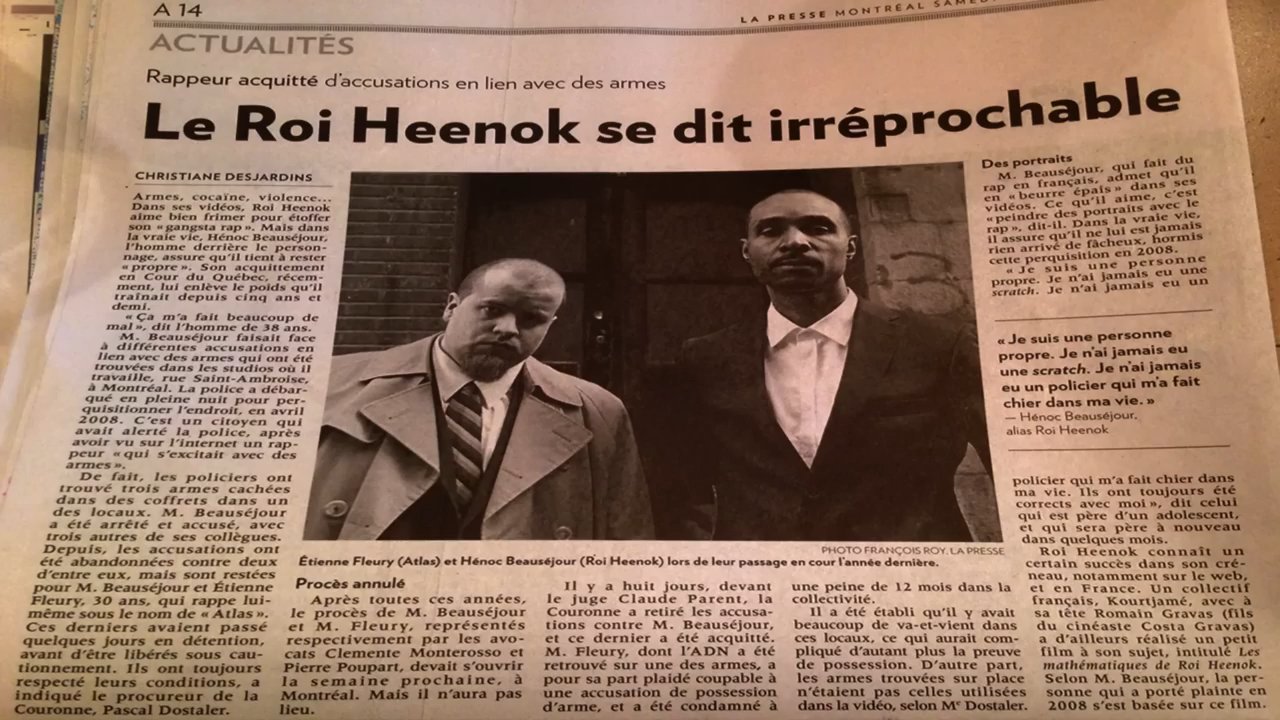 A 14
LA PRESSE MONTRÉAL
ACTUALITÉS
Rappeur acquitté d'accusations en lien avec des armes
Le Roi Heenok se dit irréprochable
CHRISTIANE DESJARDINS
Armes, cocaïne, violence...
Dans ses vidéos, Roi Heenok
aime bien frimer pour étoffer
son « gangsta rap ». Mais dans
la vraie vie, Hénoc Beauséjour,
l'homme derrière le person-
nage, assure qu'il tient à rester
« propre ». Son acquittement
en Cour du Québec, récem-
ment, lui enlève le poids qu'il
traînait depuis cinq ans et
demi.
« Ça m'a fait beaucoup de
mal », dit l'homme de 38 ans.
M. Beauséjour faisait face
à différentes accusations en
lien avec des armes qui ont été
trouvées dans les studios où il
travaille, rue Saint-Ambroise,
à Montréal. La police a débar-
qué en pleine nuit pour per-
quisitionner l'endroit, en avril
2008. C'est un citoyen qui
avait alerté la police, après
avoir vu sur l'internet un rap-
peur « qui s'excitait avec des
armes ».
De fait, les policiers ont
trouvé trois armes cachées
dans des coffrets dans un
des locaux. M. Beauséjour
a été arrêté et accusé, avec
trois autres de ses collègues.
Depuis, les accusations ont
été abandonnées contre deux
d'entre eux, mais sont restées
pour M. Beauséjour et Étienne
Fleury, 30 ans, qui rappe lui-
même sous le nom de « Atlas ».
Ces derniers avaient passé
quelques jours en détention,
avant d'être libérés sous cau-
tionnement. Ils ont toujours
respecté leurs conditions, a
indiqué le procureur de la
Couronne, Pascal Dostaler.
PHOTO FRANÇOIS ROY, LA PRESSE
Étienne Fleury (Atlas) et Hénoc Beauséjour (Roi Heenok) lors de leur passage en cour l'année dernière.
Procès annulé
Après toutes ces années,
le procès de M. Beauséjour
et M. Fleury, représentés
respectivement par les avo-
cats Clemente Monterosso et
Pierre Poupart, devait s'ouvrir
la semaine prochaine, à
Montréal. Mais il n'aura pas
lieu.
Il y a huit jours, devant
le juge Claude Parent, la
Couronne a retiré les accusa-
tions contre M. Beauséjour,
et ce dernier a été acquitté.
M. Fleury, dont l'ADN a été
retrouvé sur une des armes, a
pour sa part plaidé coupable à
une accusation de possession
d'arme, et a été condamné à
une peine de 12 mois dans la
collectivité.
Il a été établi qu'il y avait
beaucoup de va-et-vient dans
ces locaux, ce qui aurait com-
pliqué d'autant plus la preuve
de possession. D'autre part,
les armes trouvées sur place
n'étaient pas celles utilisées
dans la vidéo, selon Me Dostaler.
Des portraits
M. Beauséjour, qui fait du
rap en français, admet qu'il
en « beurre épais » dans ses
vidéos. Ce qu'il aime, c'est
« peindre des portraits avec le
rap », dit-il. Dans la vraie vie,
il assure qu'il ne lui est jamais
rien arrivé de fâcheux, hormis
cette perquisition en 2008.
« Je suis une personne
propre. Je n'ai jamais eu une
scratch. Je n'ai jamais eu un
« Je suis une personne
propre. Je n'ai jamais eu
une scratch. Je n'ai jamais
eu un policier qui m'a fait
chier dans ma vie. »
— Hénoc Beauséjour,
alias Roi Heenok
policier qui m'a fait chier dans
ma vie. Ils ont toujours été
corrects avec moi », dit celui
qui est père d'un adolescent,
et qui sera père à nouveau
dans quelques mois.
Roi Heenok connaît un
certain succès dans son cré-
neau, notamment sur le web,
et en France. Un collectif
français, Kourtjamé, avec à
sa tête Romain Gravas (fils
du cinéaste Costa Gravas)
a d'ailleurs réalisé un petit
film à son sujet, intitulé Les
mathématiques de Roi Heenok.
Selon M. Beauséjour, la per-
sonne qui a porté plainte en
2008 s'est basée sur ce film.